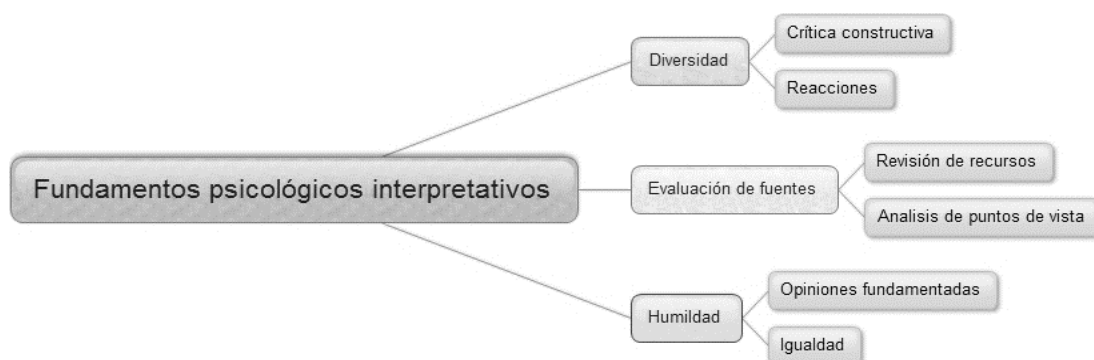 Fundamentos psicológicos interpretativos
Diversidad
Crítica constructiva
Reacciones
Evaluación de fuentes
Revisión de recursos
Analisis de puntos de vista
Humildad
Opiniones fundamentadas
Igualdad